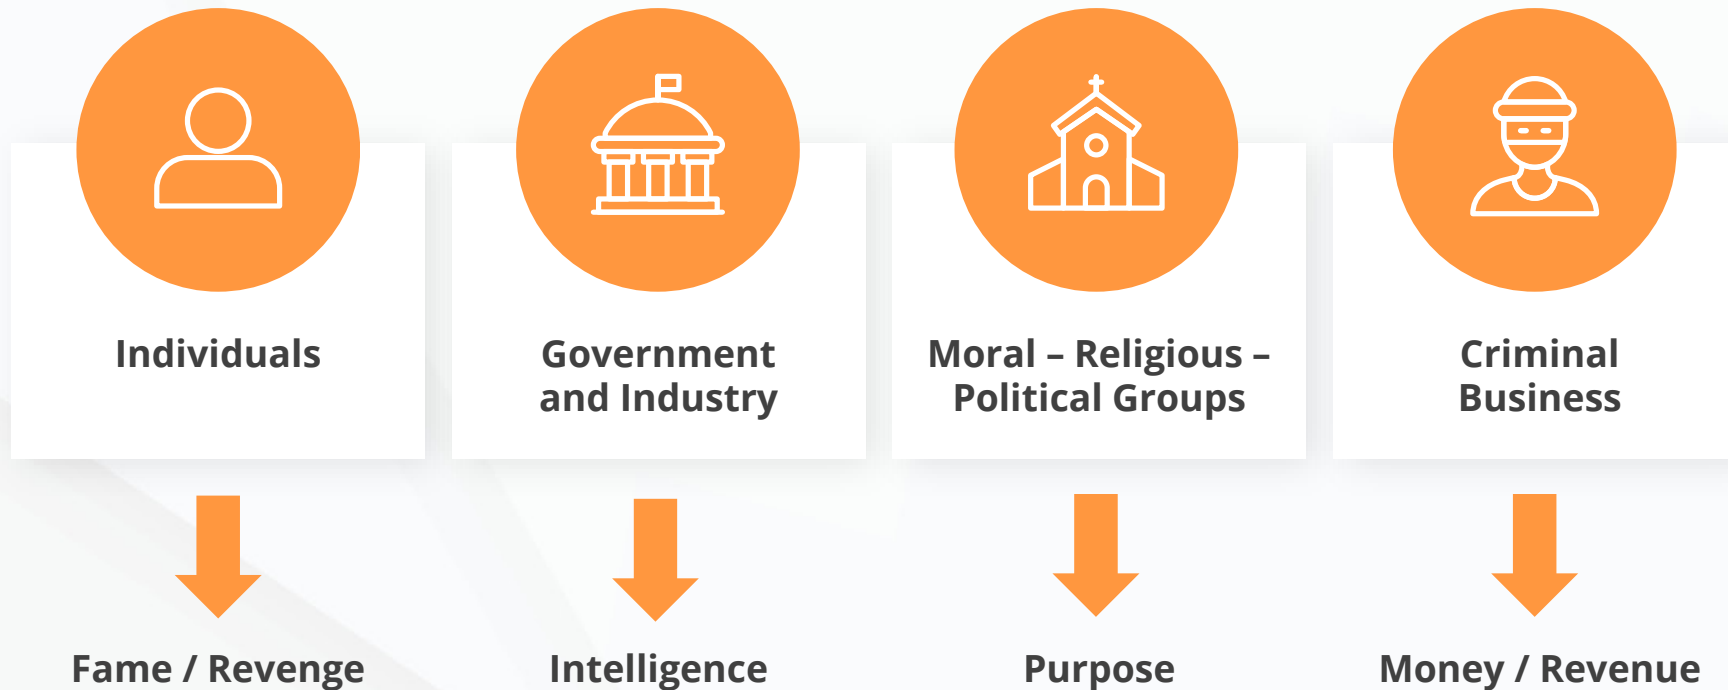 Individuals
Government
and Industry
Moral – Religious –
Political Groups
Criminal
Business
Fame / Revenge
Intelligence
Purpose
Money / Revenue